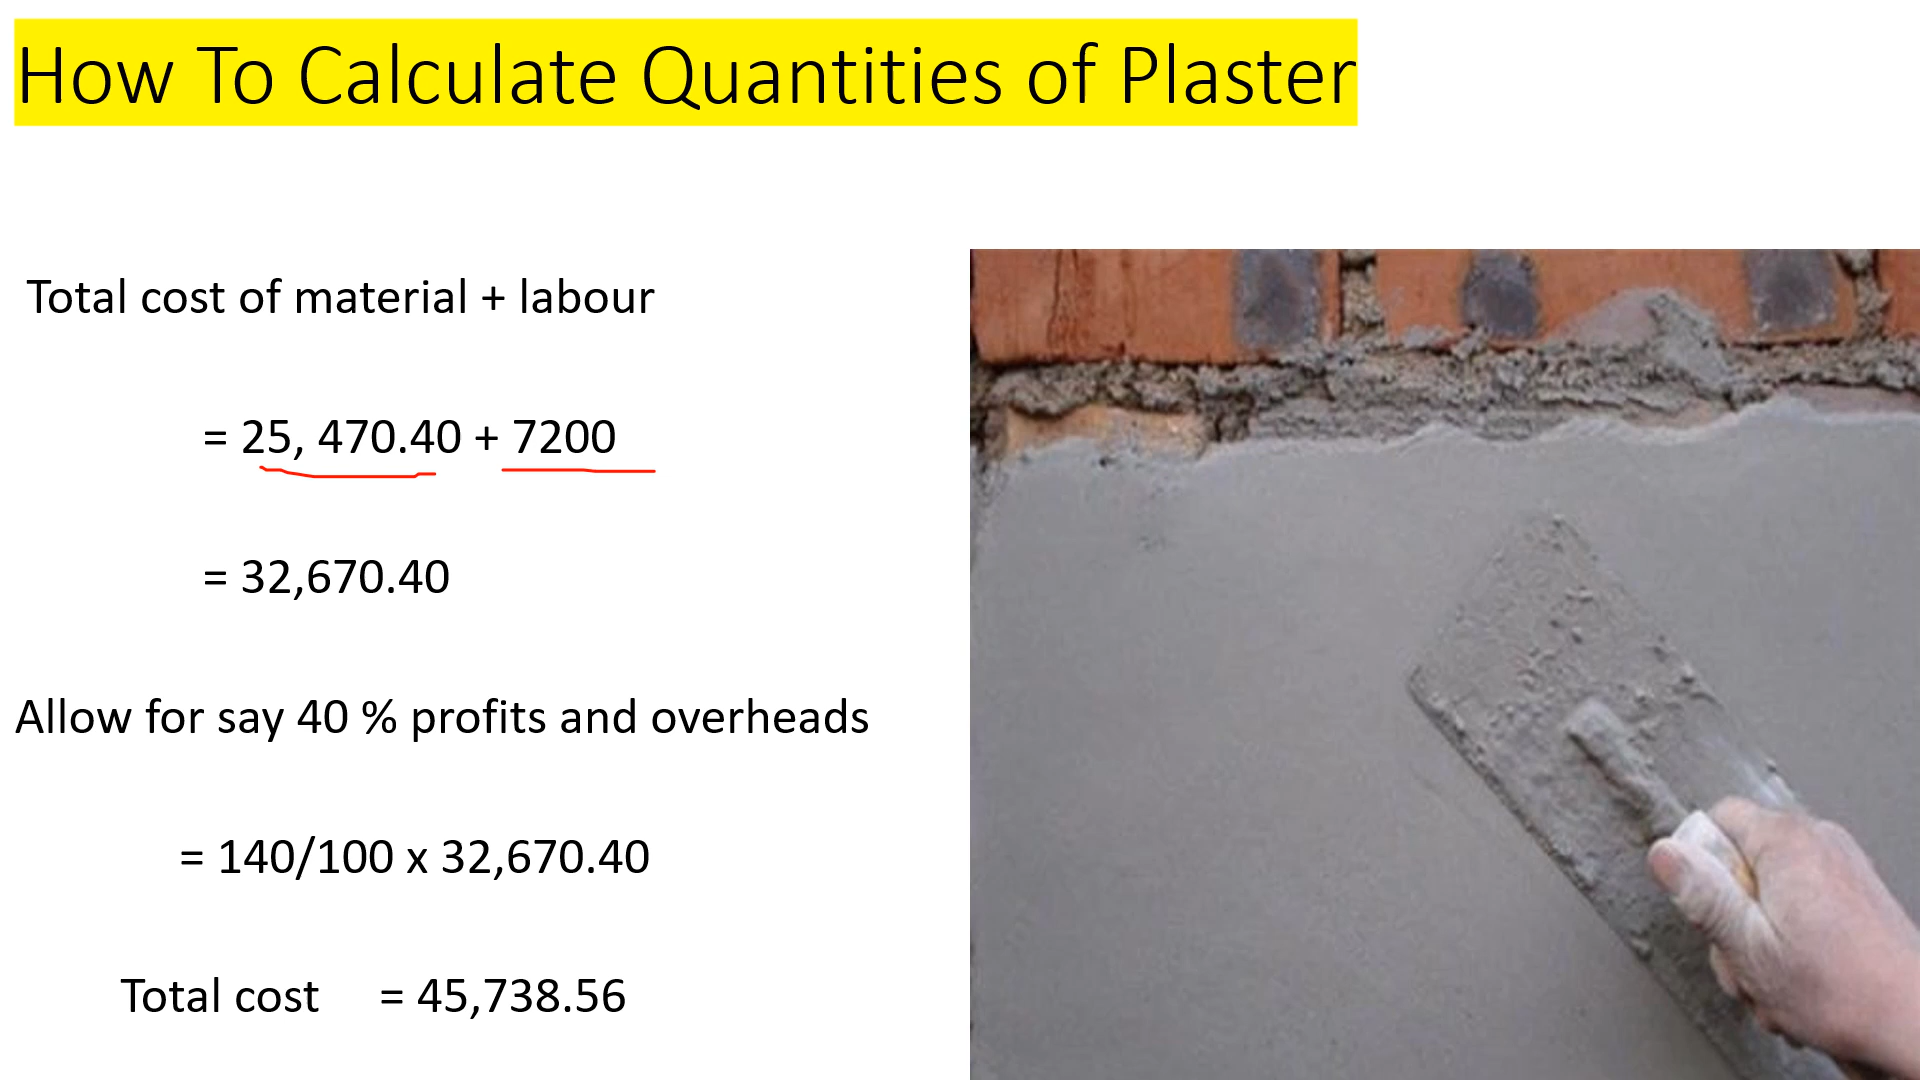 How To Calculate Quantities of Plaster
Total cost of material + labour
= 25, 470.40 + 7200
= 32,670.40
Allow for say 40 % profits and overheads
= 140/100 x 32,670.40
Total cost = 45,738.56